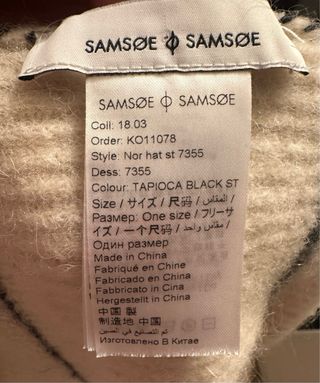 SAMSØE ϕ SAMSØE
SAMSØE ϕ SAMSØE
Coll: 18.03
Order: KO11078
Style: Nor hat st 7355
Dess: 7355
Colour: TAPIOCA BLACK ST
Size / サイズ / 尺码 / المقاس /
Размер: One size / フリーサ
イズ / 一个尺码 / مقاس واحد /
Один размер
Made in China
Fabriqué en Chine
Fabricado en China
Fabbricato in Cina
Hergestellt in China
中国 製
制造地 中国
تم التصنيع في الصين
Изготовлено В Китае